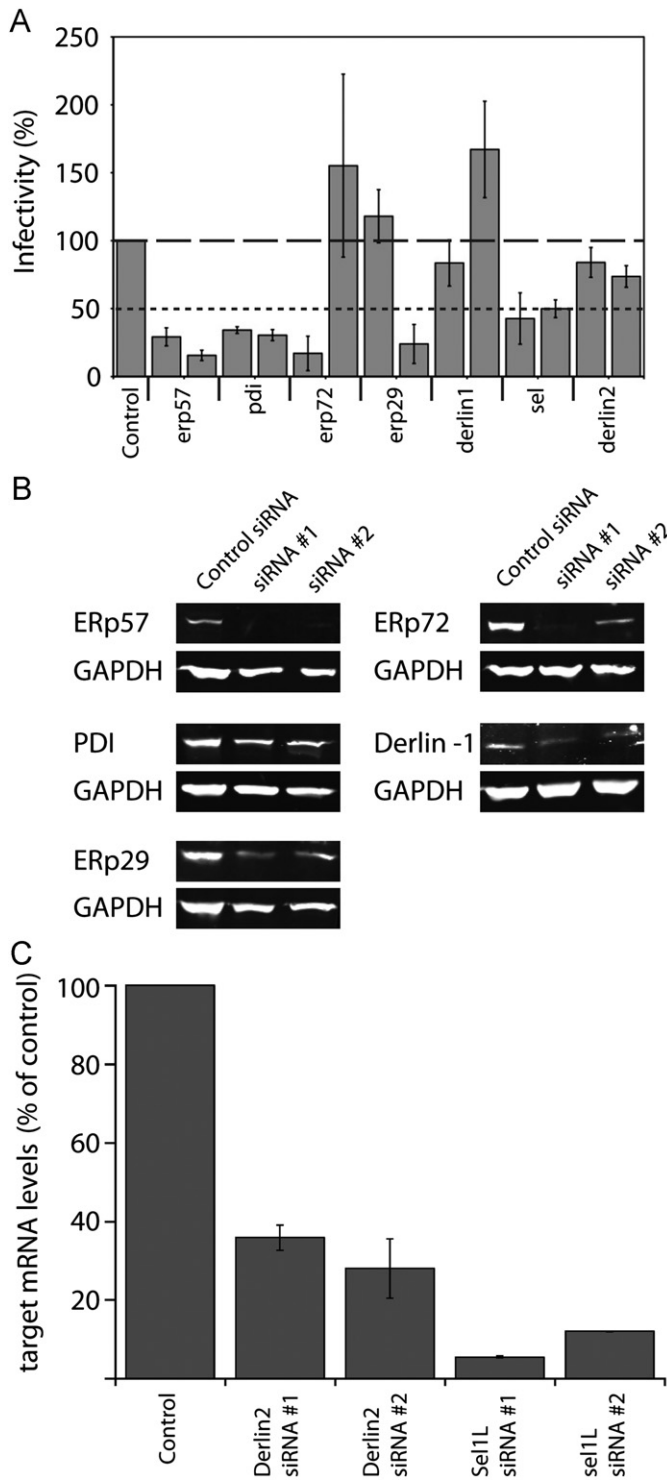 A
Infectivity (%)
250
200
150
100
50
0
Control
erp57
pdi
erp72
erp29
derlin1
sel
derlin2
B
Control siRNA
siRNA #1
siRNA #2
Control siRNA
siRNA #1
siRNA #2
ERp57
GAPDH
ERp72
GAPDH
PDI
GAPDH
Derlin -1
GAPDH
ERp29
GAPDH
C
target mRNA levels (% of control)
100
80
60
40
20
Control
Derlin2
siRNA #1
Derlin2
siRNA #2
Sel1L
siRNA #1
sel1L
siRNA #2